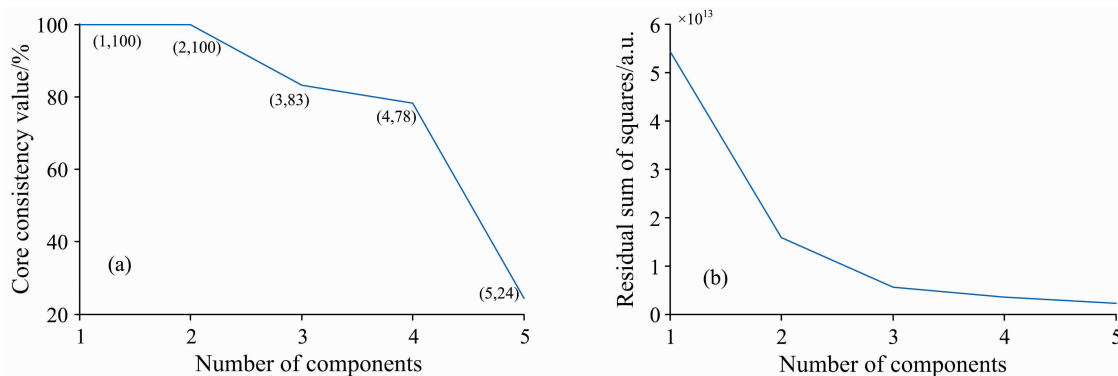 Core consistency value/%
100
80
60
40
20
(1,100)
(2,100)
(3,83)
(4,78)
(5,24)
(a)
1 2 3 4 5
Number of components
Residual sum of squares/a.u.
×10¹³
6
5
4
3
2
1
0
(b)
1 2 3 4 5
Number of components